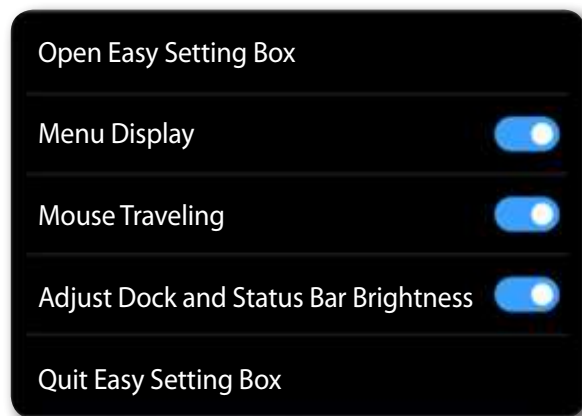 Open Easy Setting Box
Menu Display
Mouse Traveling
Adjust Dock and Status Bar Brightness
Quit Easy Setting Box